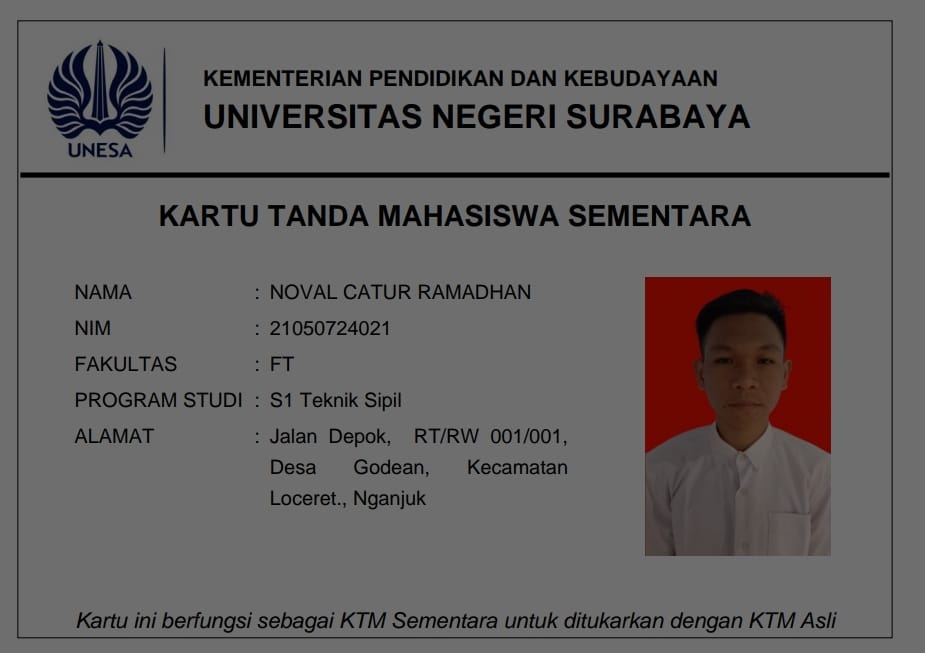 UNESA
KEMENTERIAN PENDIDIKAN DAN KEBUDAYAAN
UNIVERSITAS NEGERI SURABAYA
KARTU TANDA MAHASISWA SEMENTARA
NAMA : NOVAL CATUR RAMADHAN
NIM : 21050724021
FAKULTAS : FT
PROGRAM STUDI : S1 Teknik Sipil
ALAMAT : Jalan Depok, RT/RW 001/001,
Desa Godean, Kecamatan
Loceret., Nganjuk
Kartu ini berfungsi sebagai KTM Sementara untuk ditukarkan dengan KTM Asli